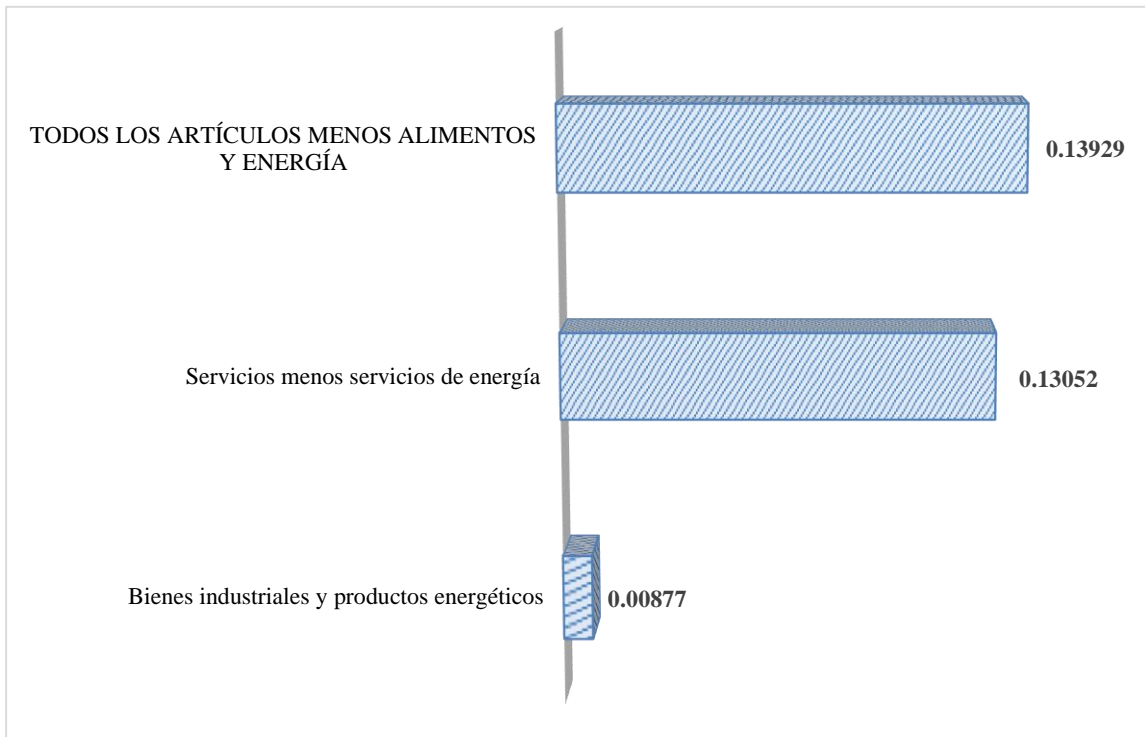 TODOS LOS ARTÍCULOS MENOS ALIMENTOS
Y ENERGÍA
0.13929
Servicios menos servicios de energía
0.13052
Bienes industriales y productos energéticos
0.00877